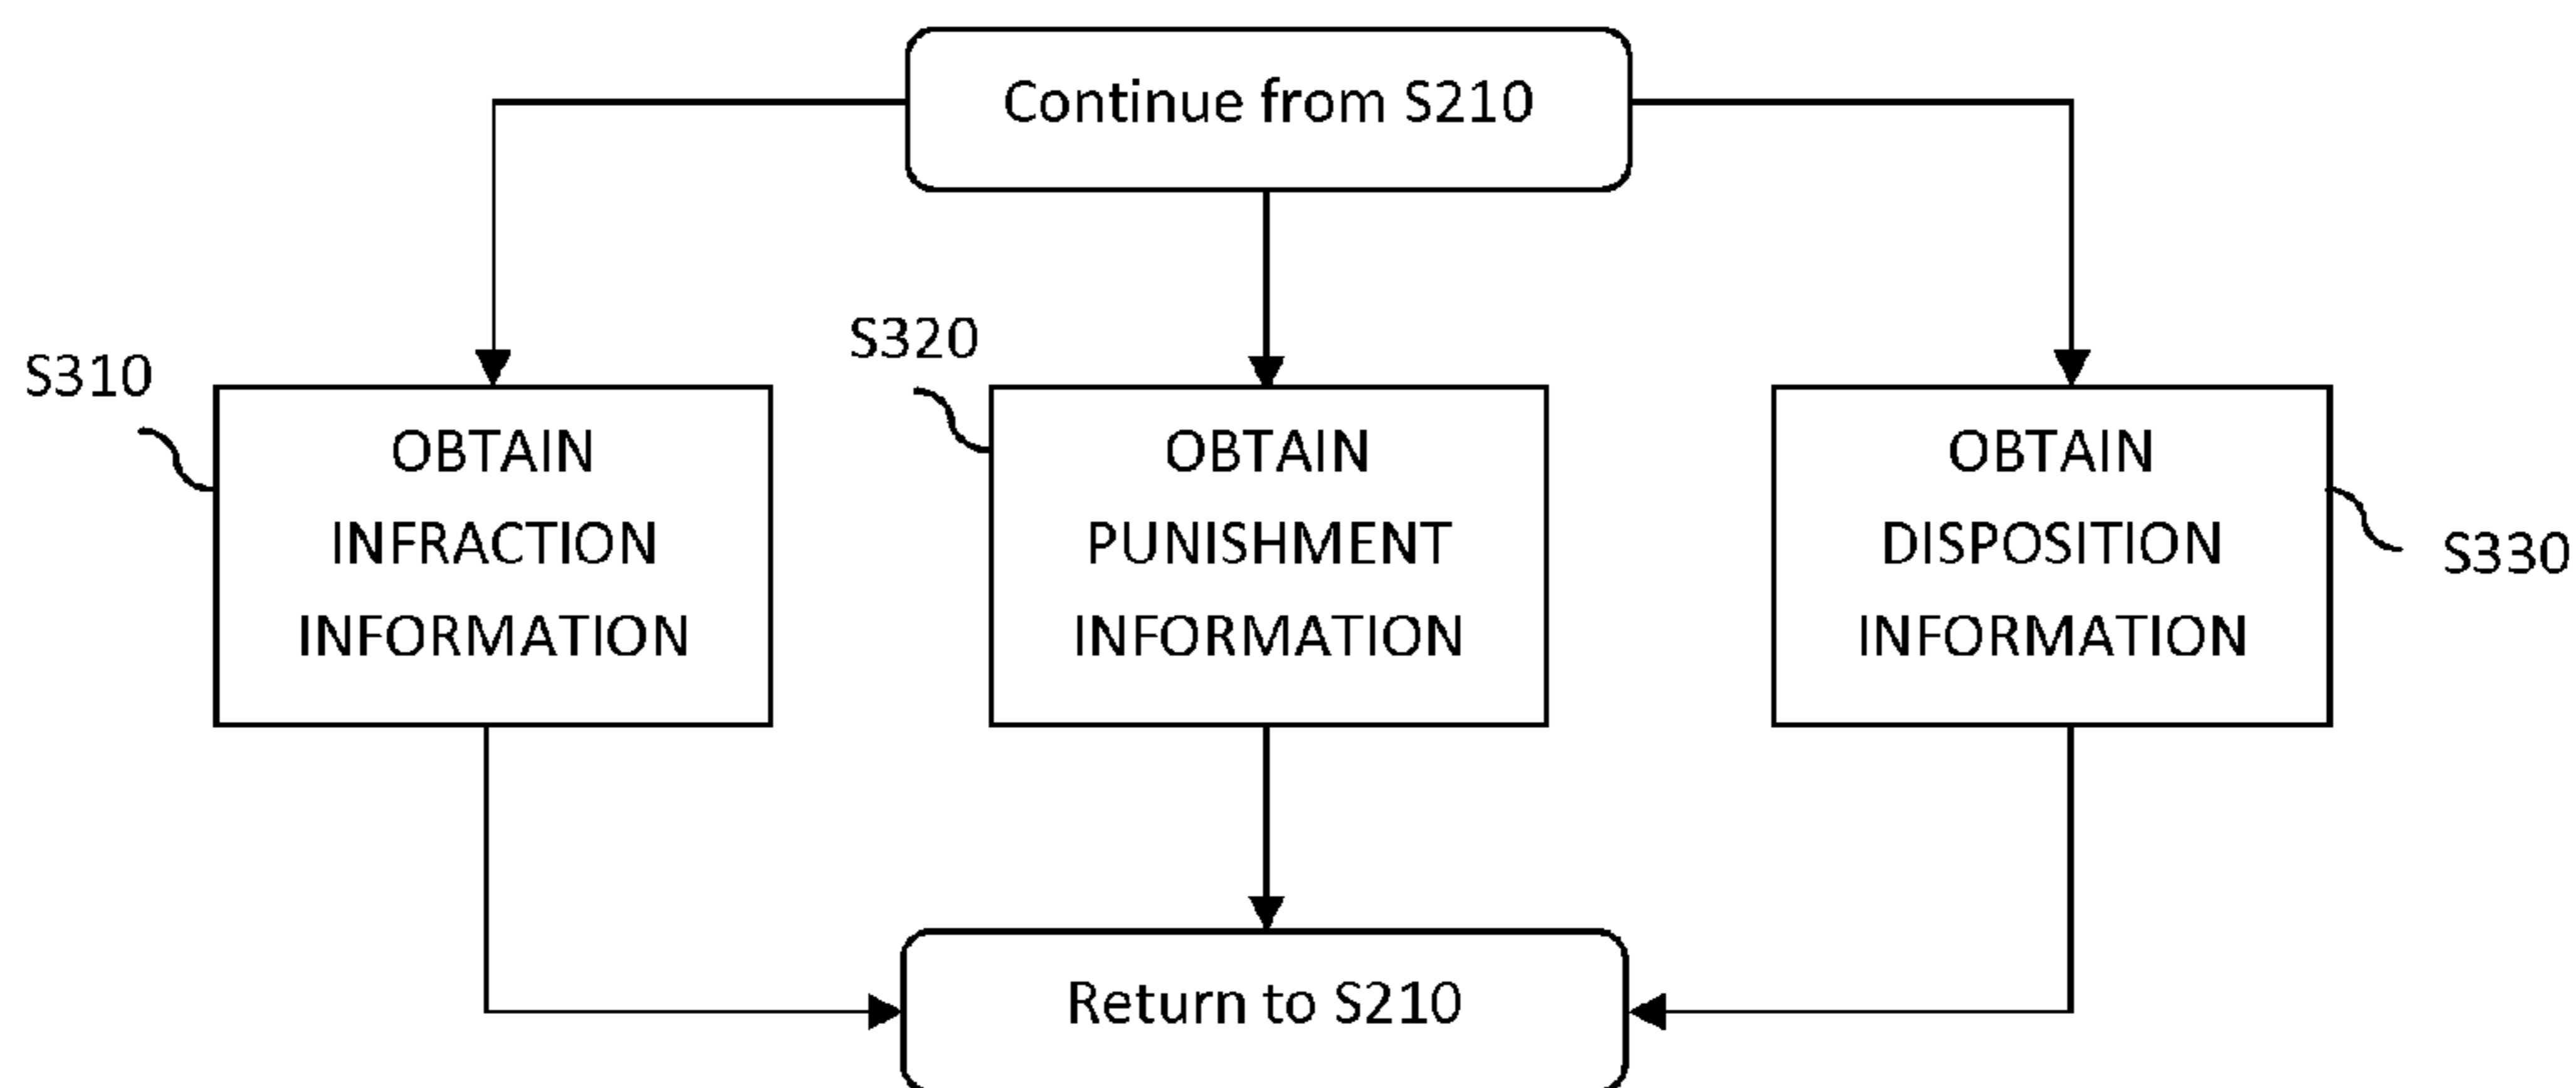 Continue from S210
S310
OBTAIN
INFRACTION
INFORMATION
S320
OBTAIN
PUNISHMENT
INFORMATION
OBTAIN
DISPOSITION
INFORMATION
S330
Return to S210